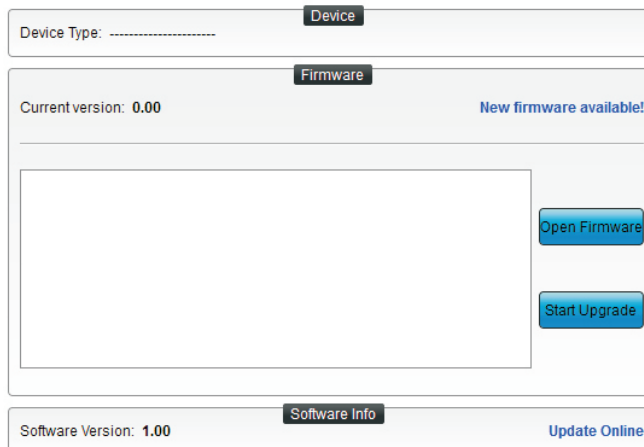 Device
Device Type: ----------------------
Firmware
Current version: 0.00 New firmware available!
Open Firmware
Start Upgrade
Software Info
Software Version: 1.00 Update Online